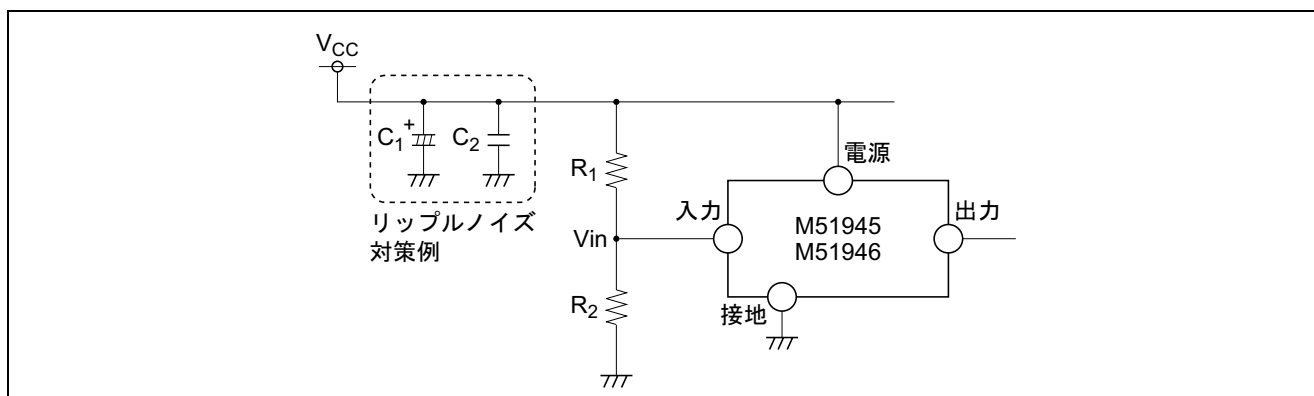 VCC
C1
+
C2
リップルノイズ
対策例
R1
Vin
R2
入力
電源
M51945
M51946
出力
接地